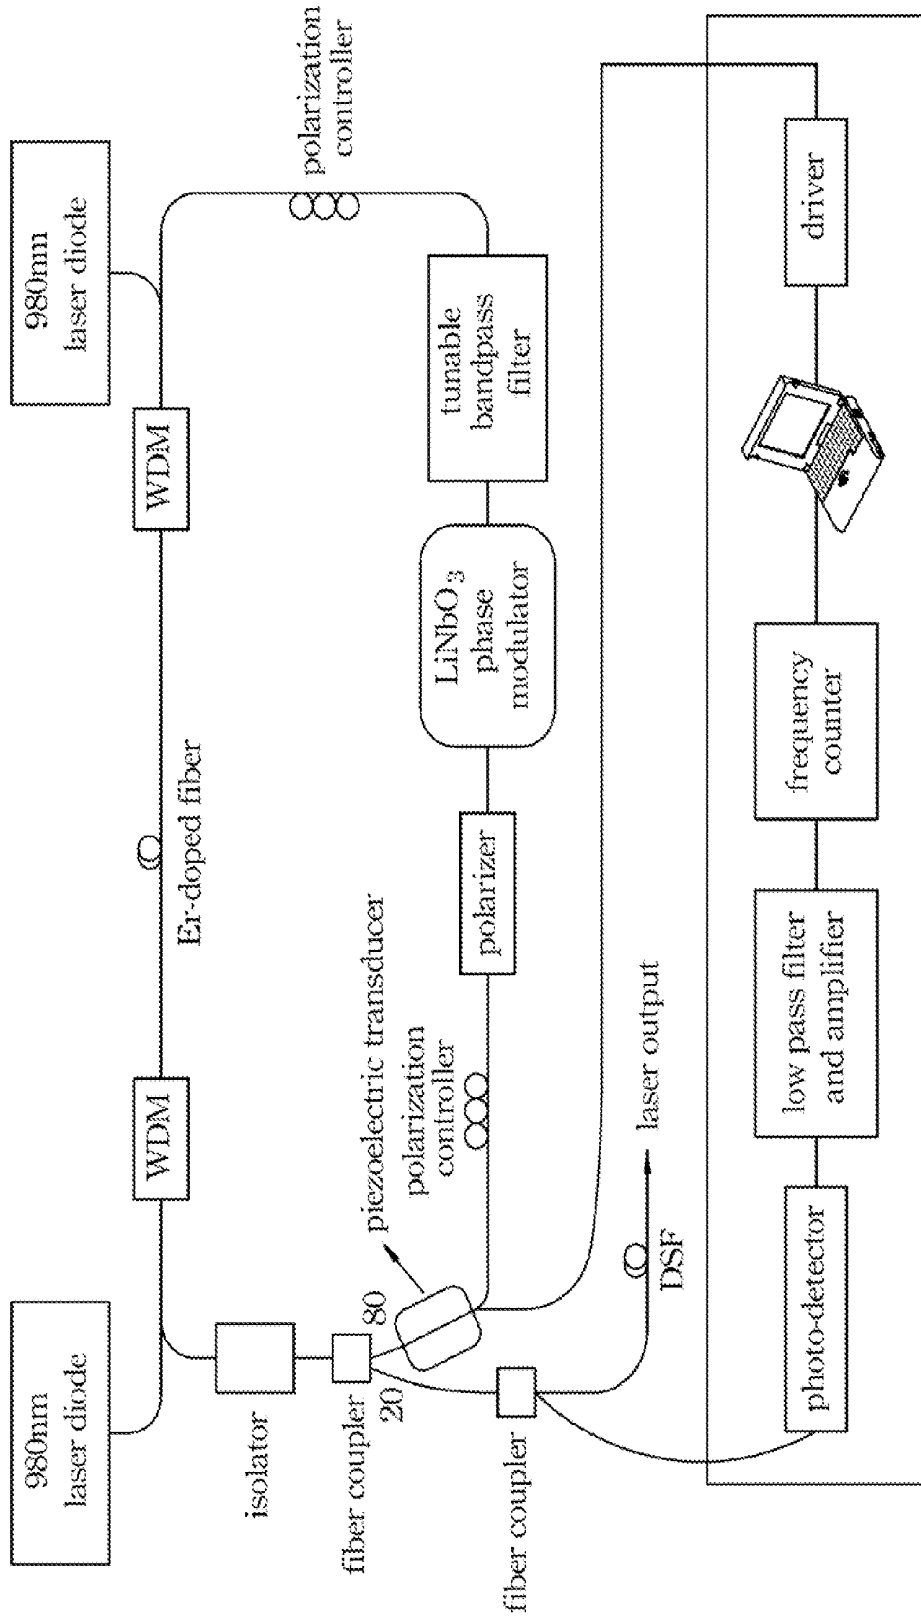 980nm
laser diode
980nm
laser diode
WDM
Er-doped fiber
WDM
isolator
polarization
controller
fiber coupler
80
20
piezoelectric transducer
polarization
controller
polarizer
LiNbO3
phase
modulator
tunable
bandpass
filter
fiber coupler
DSF
laser output
photo-detector
low pass filter
and amplifier
frequency
counter
driver